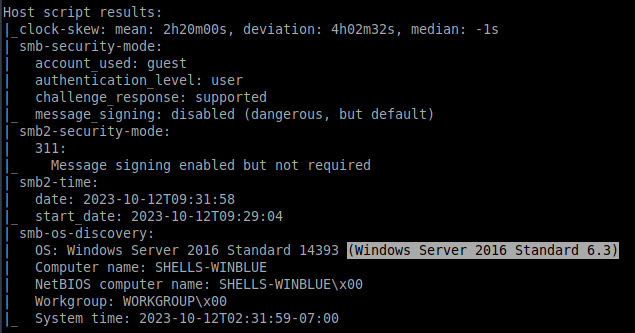 Host script results:
|_clock-skew: mean: 2h20m00s, deviation: 4h02m32s, median: -1s
| smb-security-mode:
|   account_used: guest
|   authentication_level: user
|   challenge_response: supported
|_  message_signing: disabled (dangerous, but default)
| smb2-security-mode:
|   311:
|_    Message signing enabled but not required
| smb2-time:
|   date: 2023-10-12T09:31:58
|_  start_date: 2023-10-12T09:29:04
| smb-os-discovery:
|   OS: Windows Server 2016 Standard 14393 (Windows Server 2016 Standard 6.3)
|   Computer name: SHELLS-WINBLUE
|   NetBIOS computer name: SHELLS-WINBLUE\x00
|   Workgroup: WORKGROUP\x00
|_  System time: 2023-10-12T02:31:59-07:00